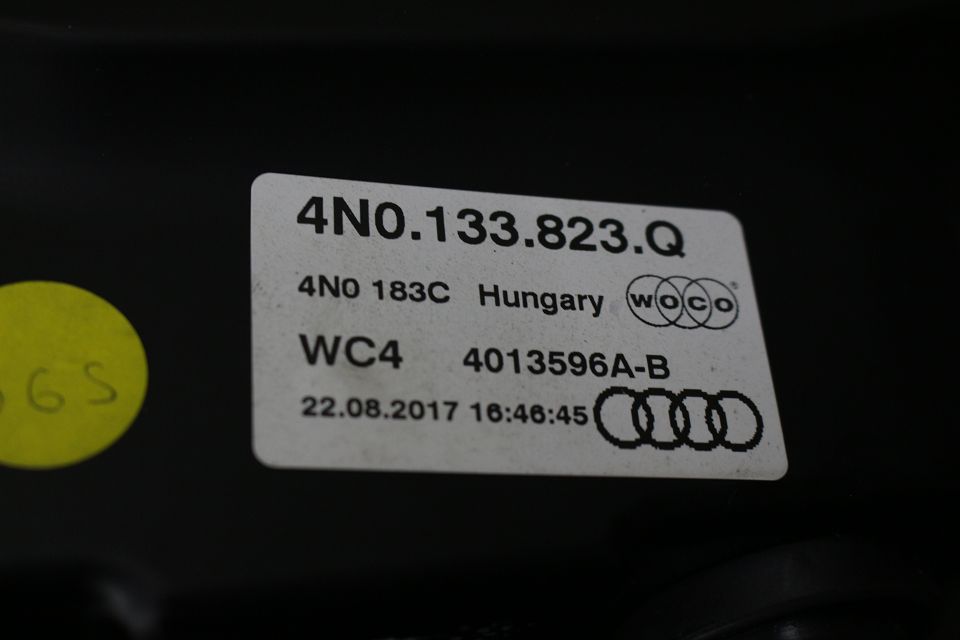 4N0.133.823.Q
4N0 183C Hungary WOCO
WC4 4013596A-B
22.08.2017 16:46:45